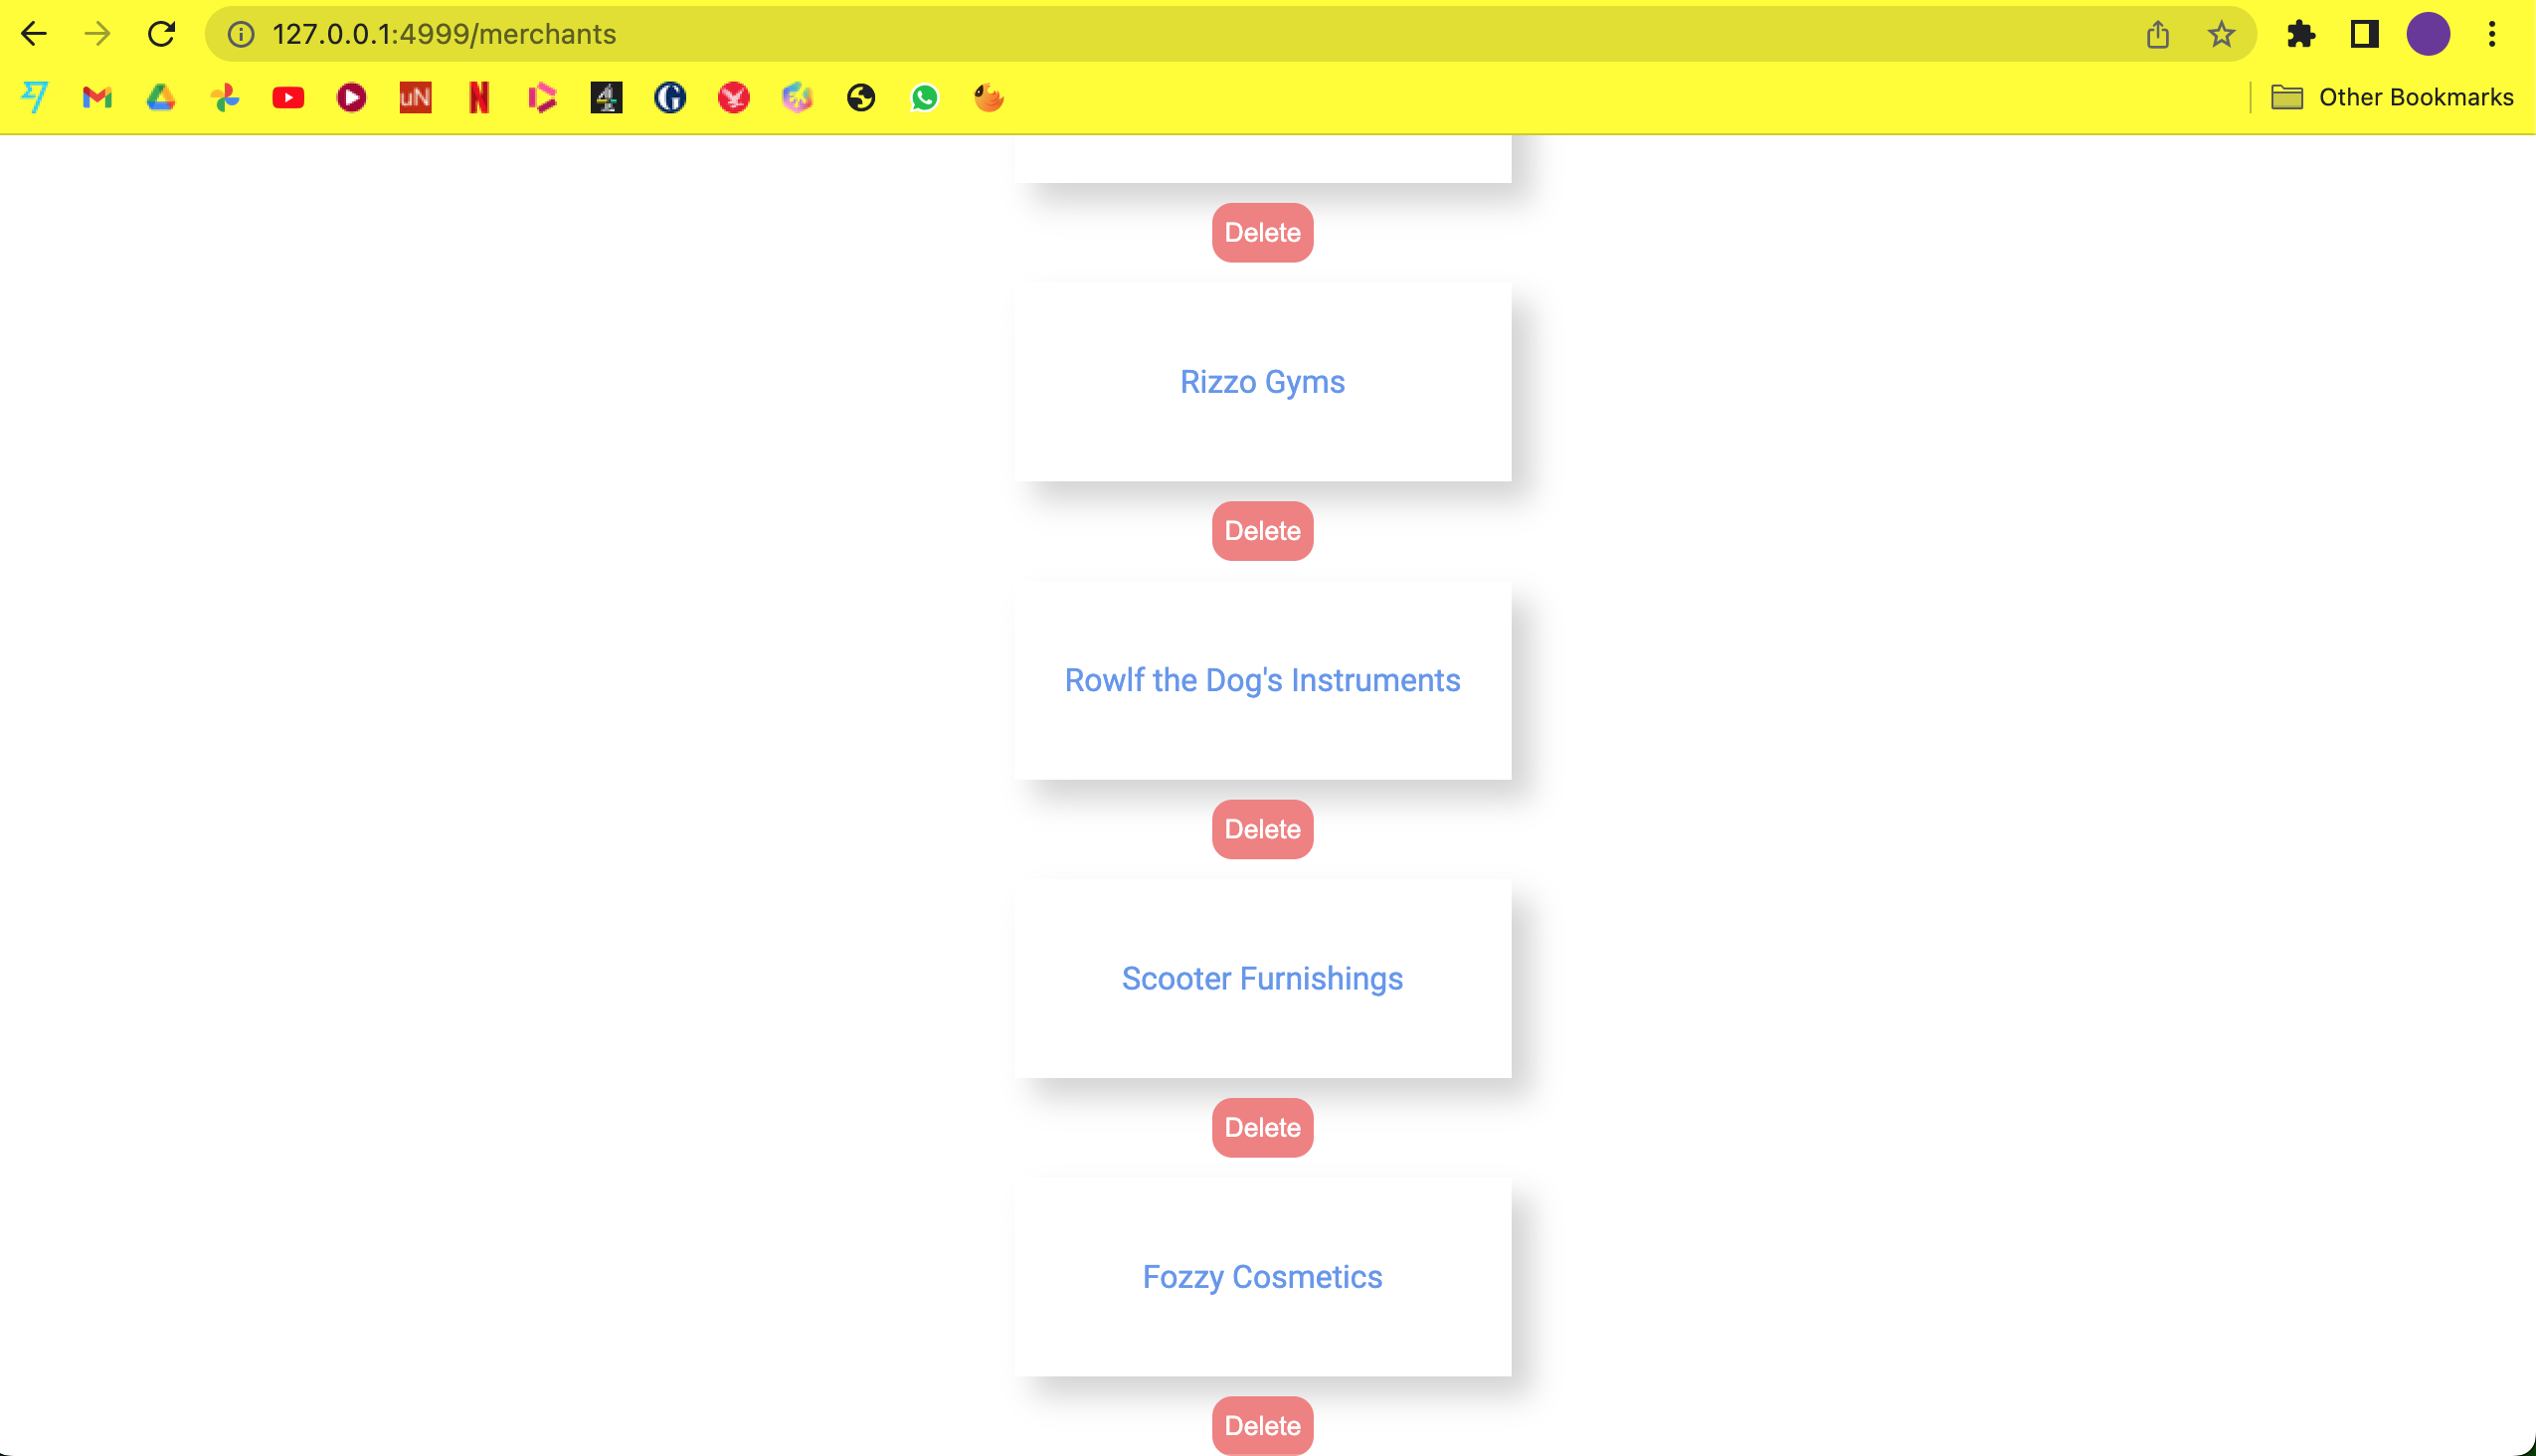 127.0.0.1:4999/merchants
uN
N
4
G
Other Bookmarks
Delete
Rizzo Gyms
Delete
Rowlf the Dog's Instruments
Delete
Scooter Furnishings
Delete
Fozzy Cosmetics
Delete